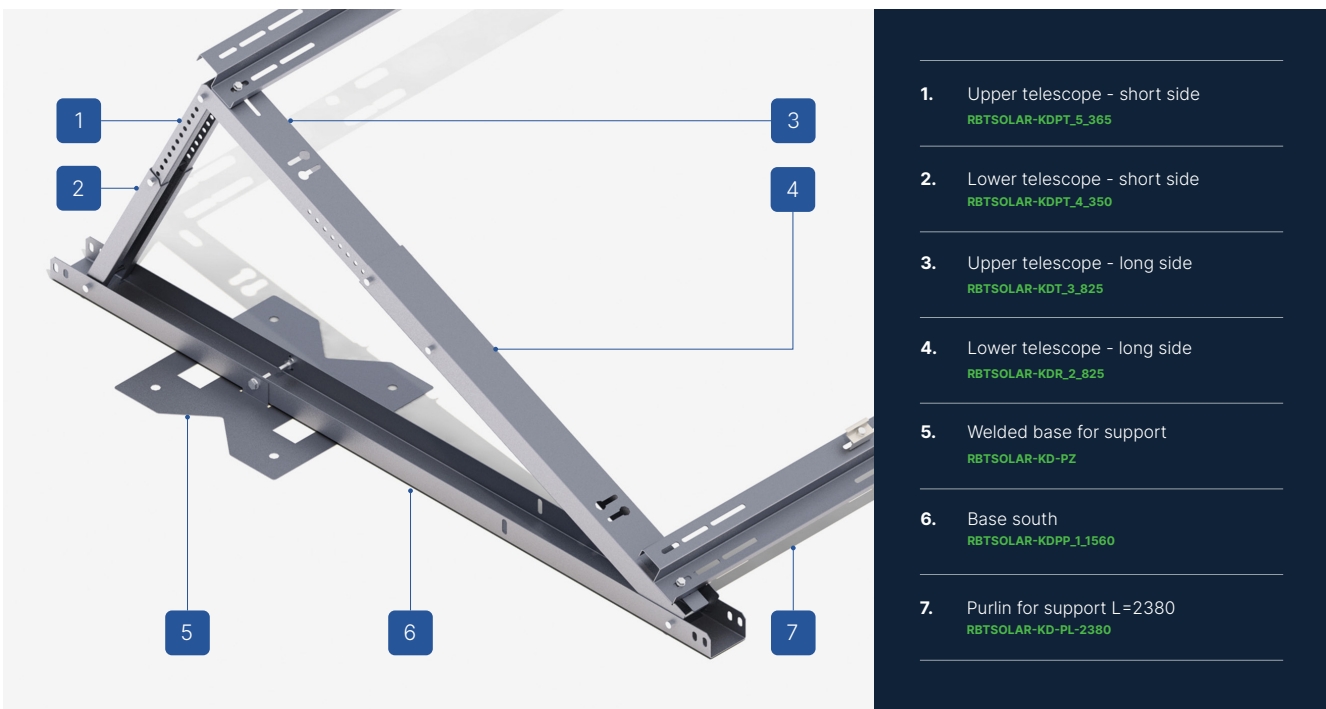 1
2
3
4
5
6
7
1. Upper telescope - short side
RBTSOLAR-KDPT_5_365
2. Lower telescope - short side
RBTSOLAR-KDPT_4_350
3. Upper telescope - long side
RBTSOLAR-KDT_3_825
4. Lower telescope - long side
RBTSOLAR-KDR_2_825
5. Welded base for support
RBTSOLAR-KD-PZ
6. Base south
RBTSOLAR-KDPP_1_1560
7. Purlin for support L=2380
RBTSOLAR-KD-PL-2380